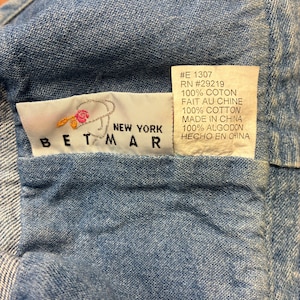 NEW YORK
BETMAR
#E 1307
RN #29219
100% COTON
FAIT AU CHINE
100% COTTON
MADE IN CHINA
100% ALGODON
HECHO EN CHINA